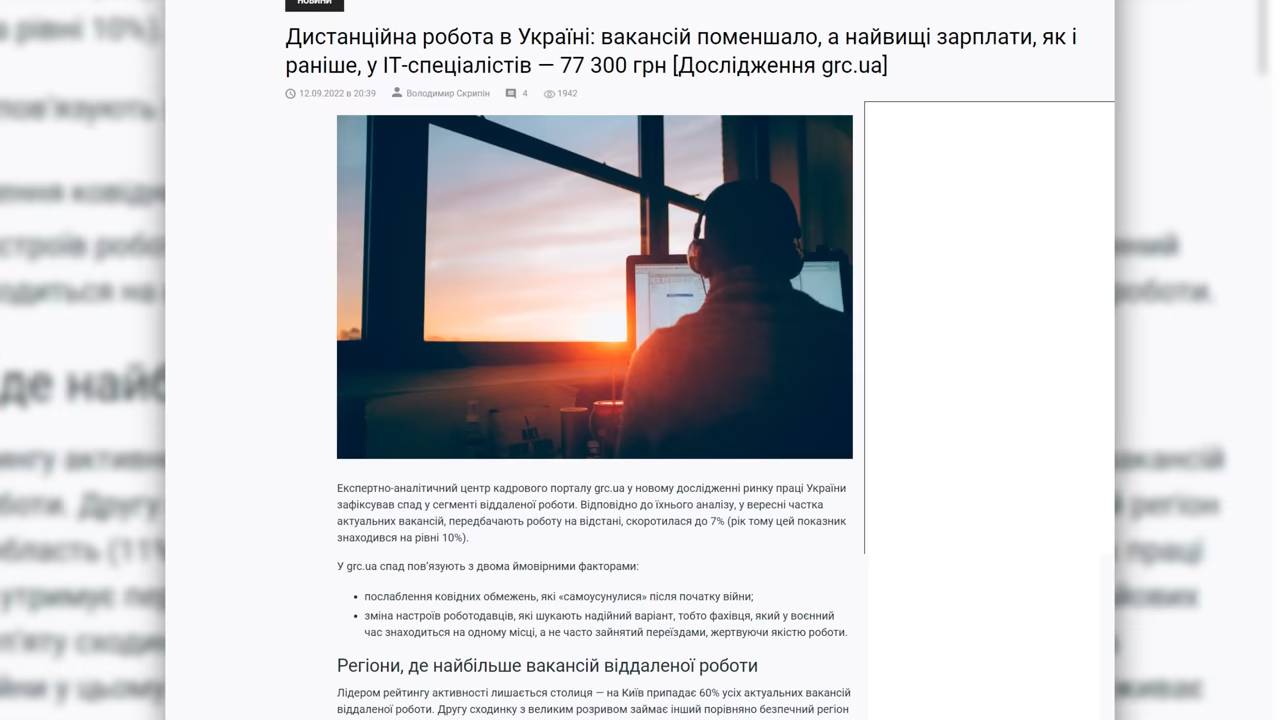 НОВИНИ
Дистанційна робота в Україні: вакансій поменшало, а найвищі зарплати, як і
раніше, у ІТ-спеціалістів — 77 300 грн [Дослідження grc.ua]
12.09.2022 в 20:39 Володимир Скрипін 4 1942
Експертно-аналітичний центр кадрового порталу grc.ua у новому дослідженні ринку праці України
зафіксував спад у сегменті віддаленої роботи. Відповідно до їхнього аналізу, у вересні частка
актуальних вакансій, передбачають роботу на відстані, скоротилася до 7% (рік тому цей показник
знаходився на рівні 10%).
У grc.ua спад пов'язують з двома ймовірними факторами:
• послаблення ковідних обмежень, які «самоусунулися» після початку війни;
• зміна настроїв роботодавців, які шукають надійний варіант, тобто фахівця, який у воєнний
час знаходиться на одному місці, а не часто зайнятий переїздами, жертвуючи якістю роботи.
Регіони, де найбільше вакансій віддаленої роботи
Лідером рейтингу активності лишається столиця — на Київ припадає 60% усіх актуальних вакансій
віддаленої роботи. Другу сходинку з великим розривом займає інший порівняно безпечний регіон